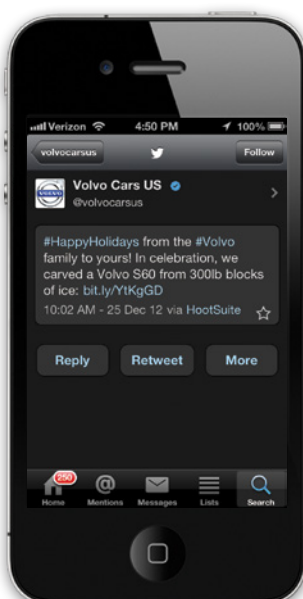 Verizon 4:50 PM 100%
volvocarsus Follow
VOLVO
Volvo Cars US
@volvocarsus
#HappyHolidays from the #Volvo
family to yours! In celebration, we
carved a Volvo S60 from 300lb blocks
of ice: bit.ly/YtKgGD
10:02 AM - 25 Dec 12 via HootSuite
Reply Retweet More
250
Home Mentions Messages Lists Search